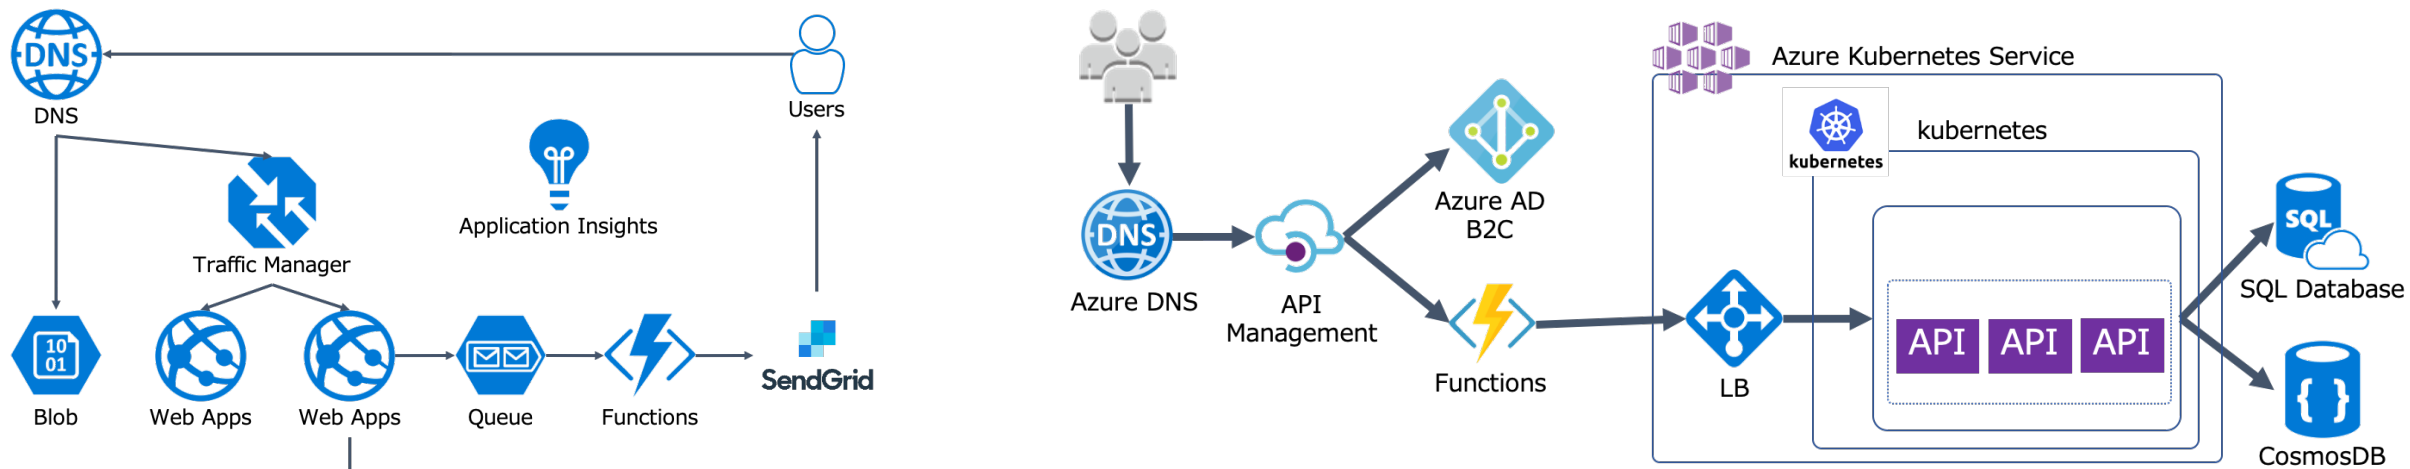 DNS
DNS
Users
Application Insights
Traffic Manager
10
01
Blob
Web Apps
Web Apps
Queue
Functions
SendGrid
DNS
Azure DNS
API
Management
Azure AD
B2C
Functions
Azure Kubernetes Service
kubernetes
kubernetes
LB
API
API
API
SQL
SQL Database
{ }
CosmosDB